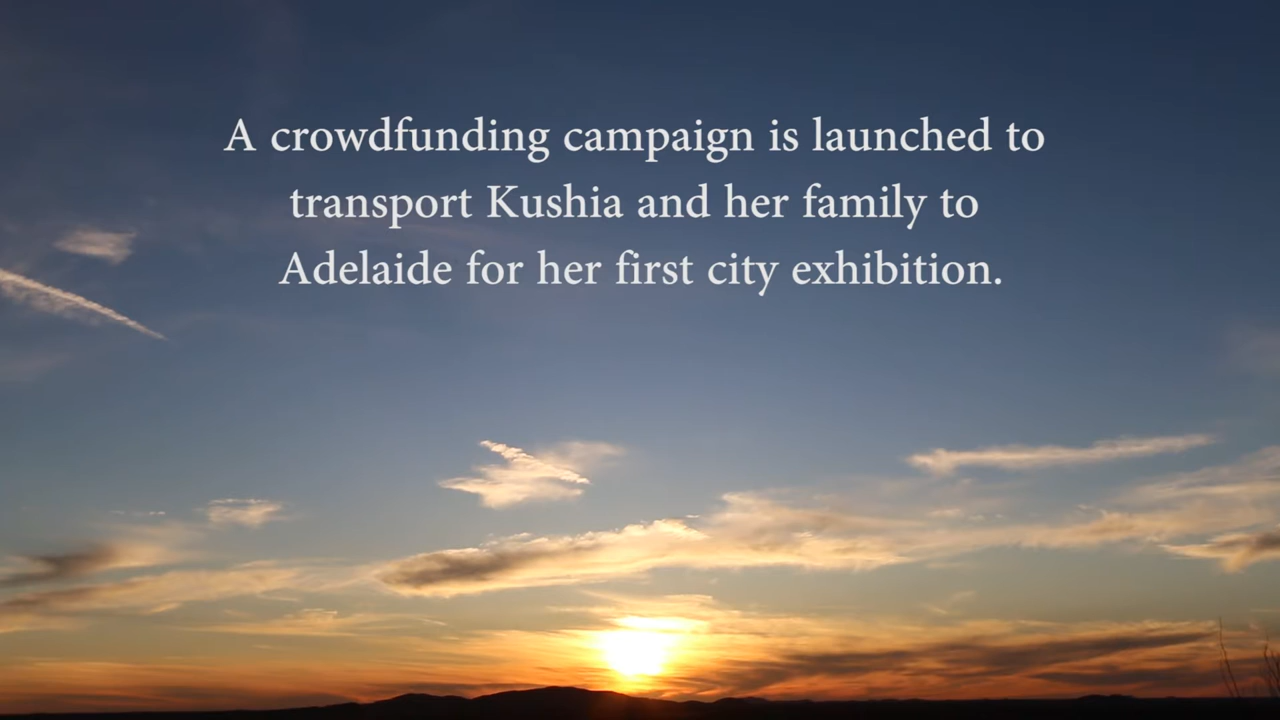 A crowdfunding campaign is launched to
transport Kushia and her family to
Adelaide for her first city exhibition.